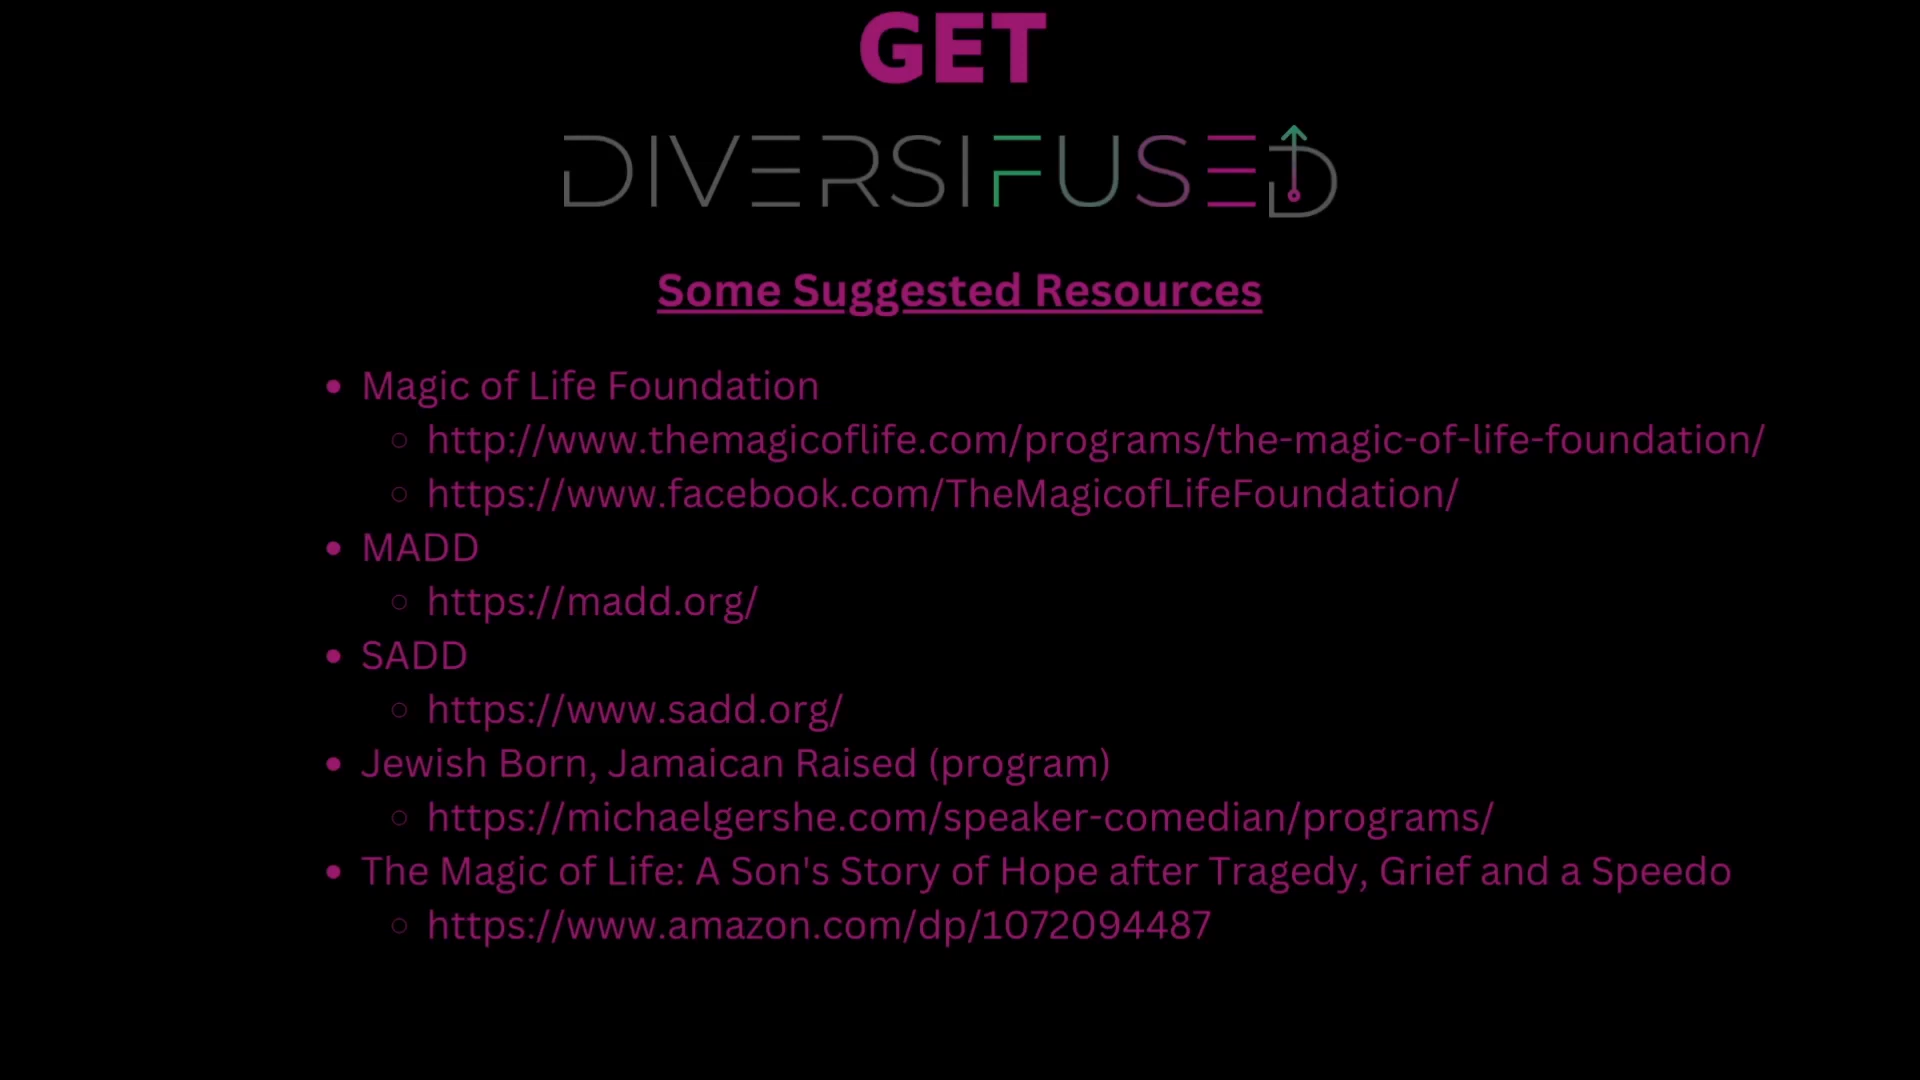 GET
DIVERSIFUSED
Some Suggested Resources
• Magic of Life Foundation
○ http://www.themagicoflife.com/programs/the-magic-of-life-foundation/
○ https://www.facebook.com/TheMagicofLifeFoundation/
• MADD
○ https://madd.org/
• SADD
○ https://www.sadd.org/
• Jewish Born, Jamaican Raised (program)
○ https://michaelgershe.com/speaker-comedian/programs/
• The Magic of Life: A Son's Story of Hope after Tragedy, Grief and a Speedo
○ https://www.amazon.com/dp/1072094487